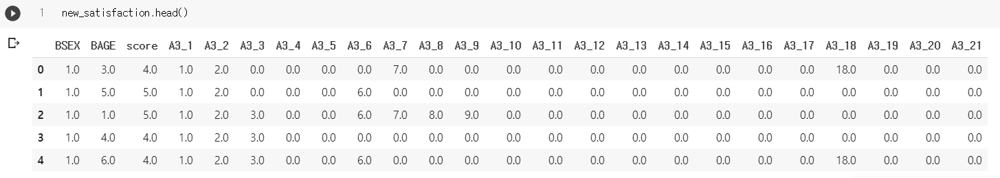 1 new_satisfaction.head()
BSEX BAGE score A3_1 A3_2 A3_3 A3_4 A3_5 A3_6 A3_7 A3_8 A3_9 A3_10 A3_11 A3_12 A3_13 A3_14 A3_15 A3_16 A3_17 A3_18 A3_19 A3_20 A3_21
0 1.0 3.0 4.0 1.0 2.0 0.0 0.0 0.0 0.0 7.0 0.0 0.0 0.0 0.0 0.0 0.0 0.0 0.0 0.0 0.0 18.0 0.0 0.0 0.0
1 1.0 5.0 5.0 1.0 2.0 0.0 0.0 0.0 6.0 0.0 0.0 0.0 0.0 0.0 0.0 0.0 0.0 0.0 0.0 0.0 0.0 0.0 0.0 0.0
2 1.0 1.0 5.0 1.0 2.0 3.0 0.0 0.0 6.0 7.0 8.0 9.0 0.0 0.0 0.0 0.0 0.0 0.0 0.0 0.0 0.0 0.0 0.0 0.0
3 1.0 4.0 4.0 1.0 2.0 3.0 0.0 0.0 0.0 0.0 0.0 0.0 0.0 0.0 0.0 0.0 0.0 0.0 0.0 0.0 0.0 0.0 0.0 0.0
4 1.0 6.0 4.0 1.0 2.0 3.0 0.0 0.0 6.0 0.0 0.0 0.0 0.0 0.0 0.0 0.0 0.0 0.0 0.0 0.0 18.0 0.0 0.0 0.0